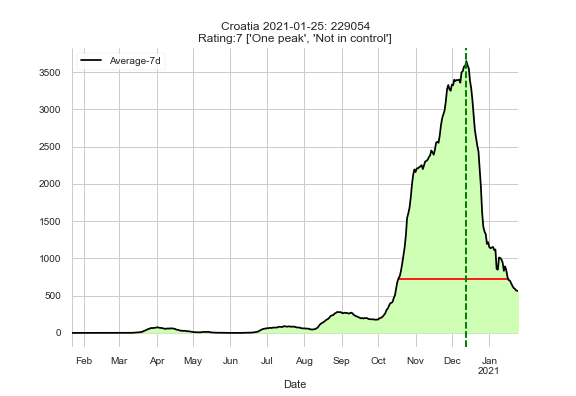 Croatia 2021-01-25: 229054
Rating:7 ['One peak', 'Not in control']
Average-7d
3500
3000
2500
2000
1500
1000
500
0
Feb Mar Apr May Jun Jul Aug Sep Oct Nov Dec Jan
2021
Date